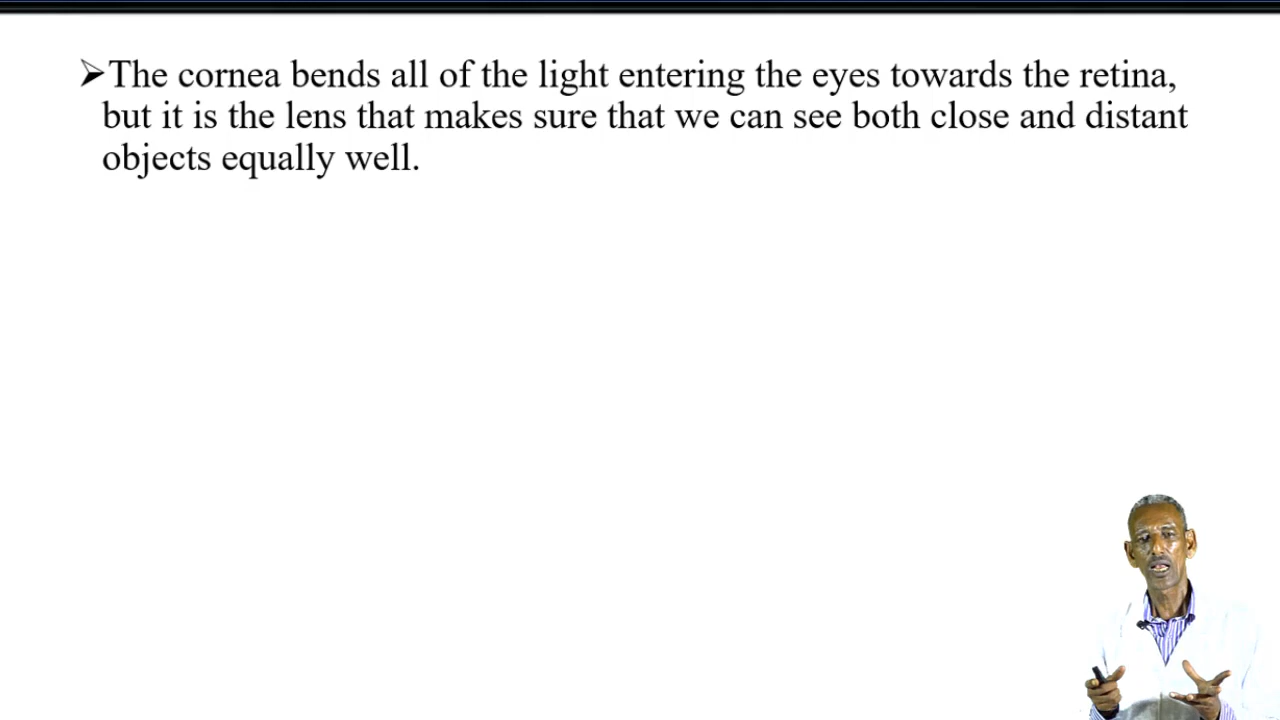 ➢The cornea bends all of the light entering the eyes towards the retina,
but it is the lens that makes sure that we can see both close and distant
objects equally well.